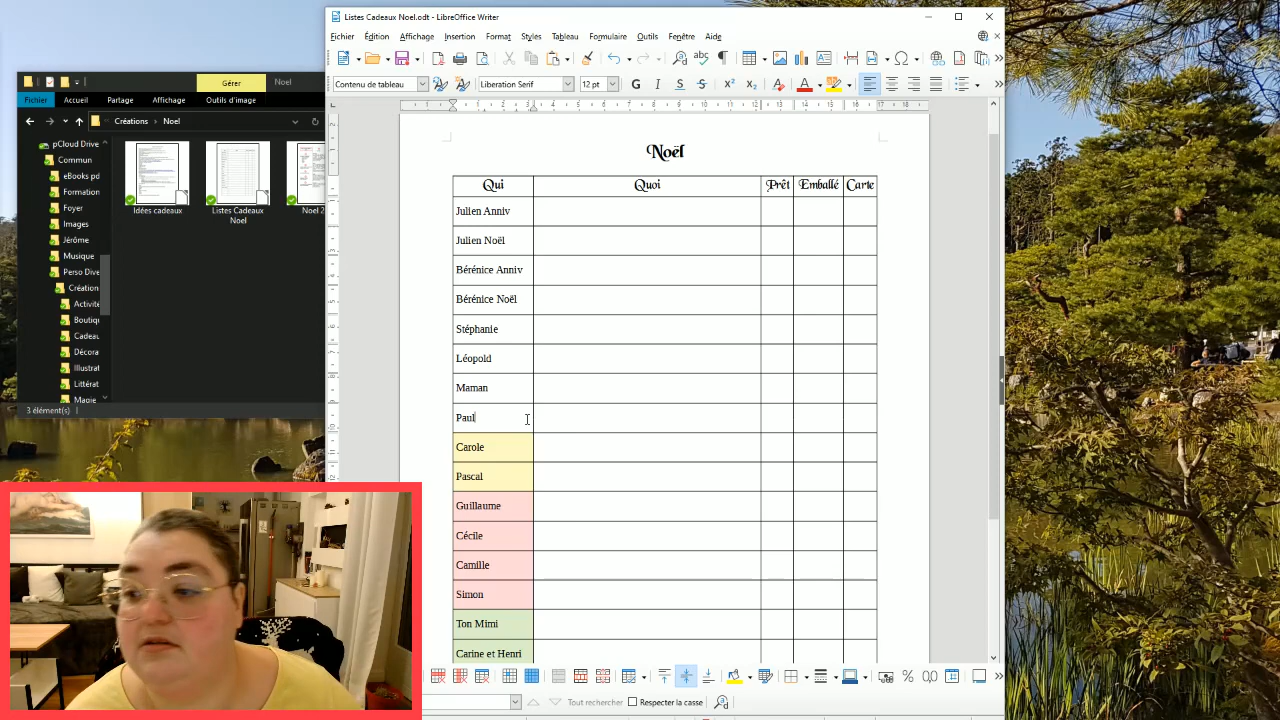 Listes Cadeaux Noel.odt - LibreOffice Writer
Fichier Édition Affichage Insertion Format Styles Tableau Formulaire Outils Fenêtre Aide
Contenu de tableau Liberation Serif 12 pt G I S S
Gérer Noel
Fichier Accueil Partage Affichage Outils d'image
Créations Noel
pCloud Drive
Commun
eBooks pd
Formation
Foyer
Images
Jérôme
Musique
Perso Dive
Création
Activité
Boutiq
Cadea
Décora
Illustrat
Littérat
Magie
Idées cadeaux
Listes Cadeaux
Noel
Noel 2
3 élément(s)
Noël
Qui Quoi Prêt Emballé Carte
Julien Anniv
Julien Noël
Bérénice Anniv
Bérénice Noël
Stéphanie
Léopold
Maman
Paul
Carole
Pascal
Guillaume
Cécile
Camille
Simon
Ton Mimi
Carine et Henri
Tout rechercher Respecter la casse